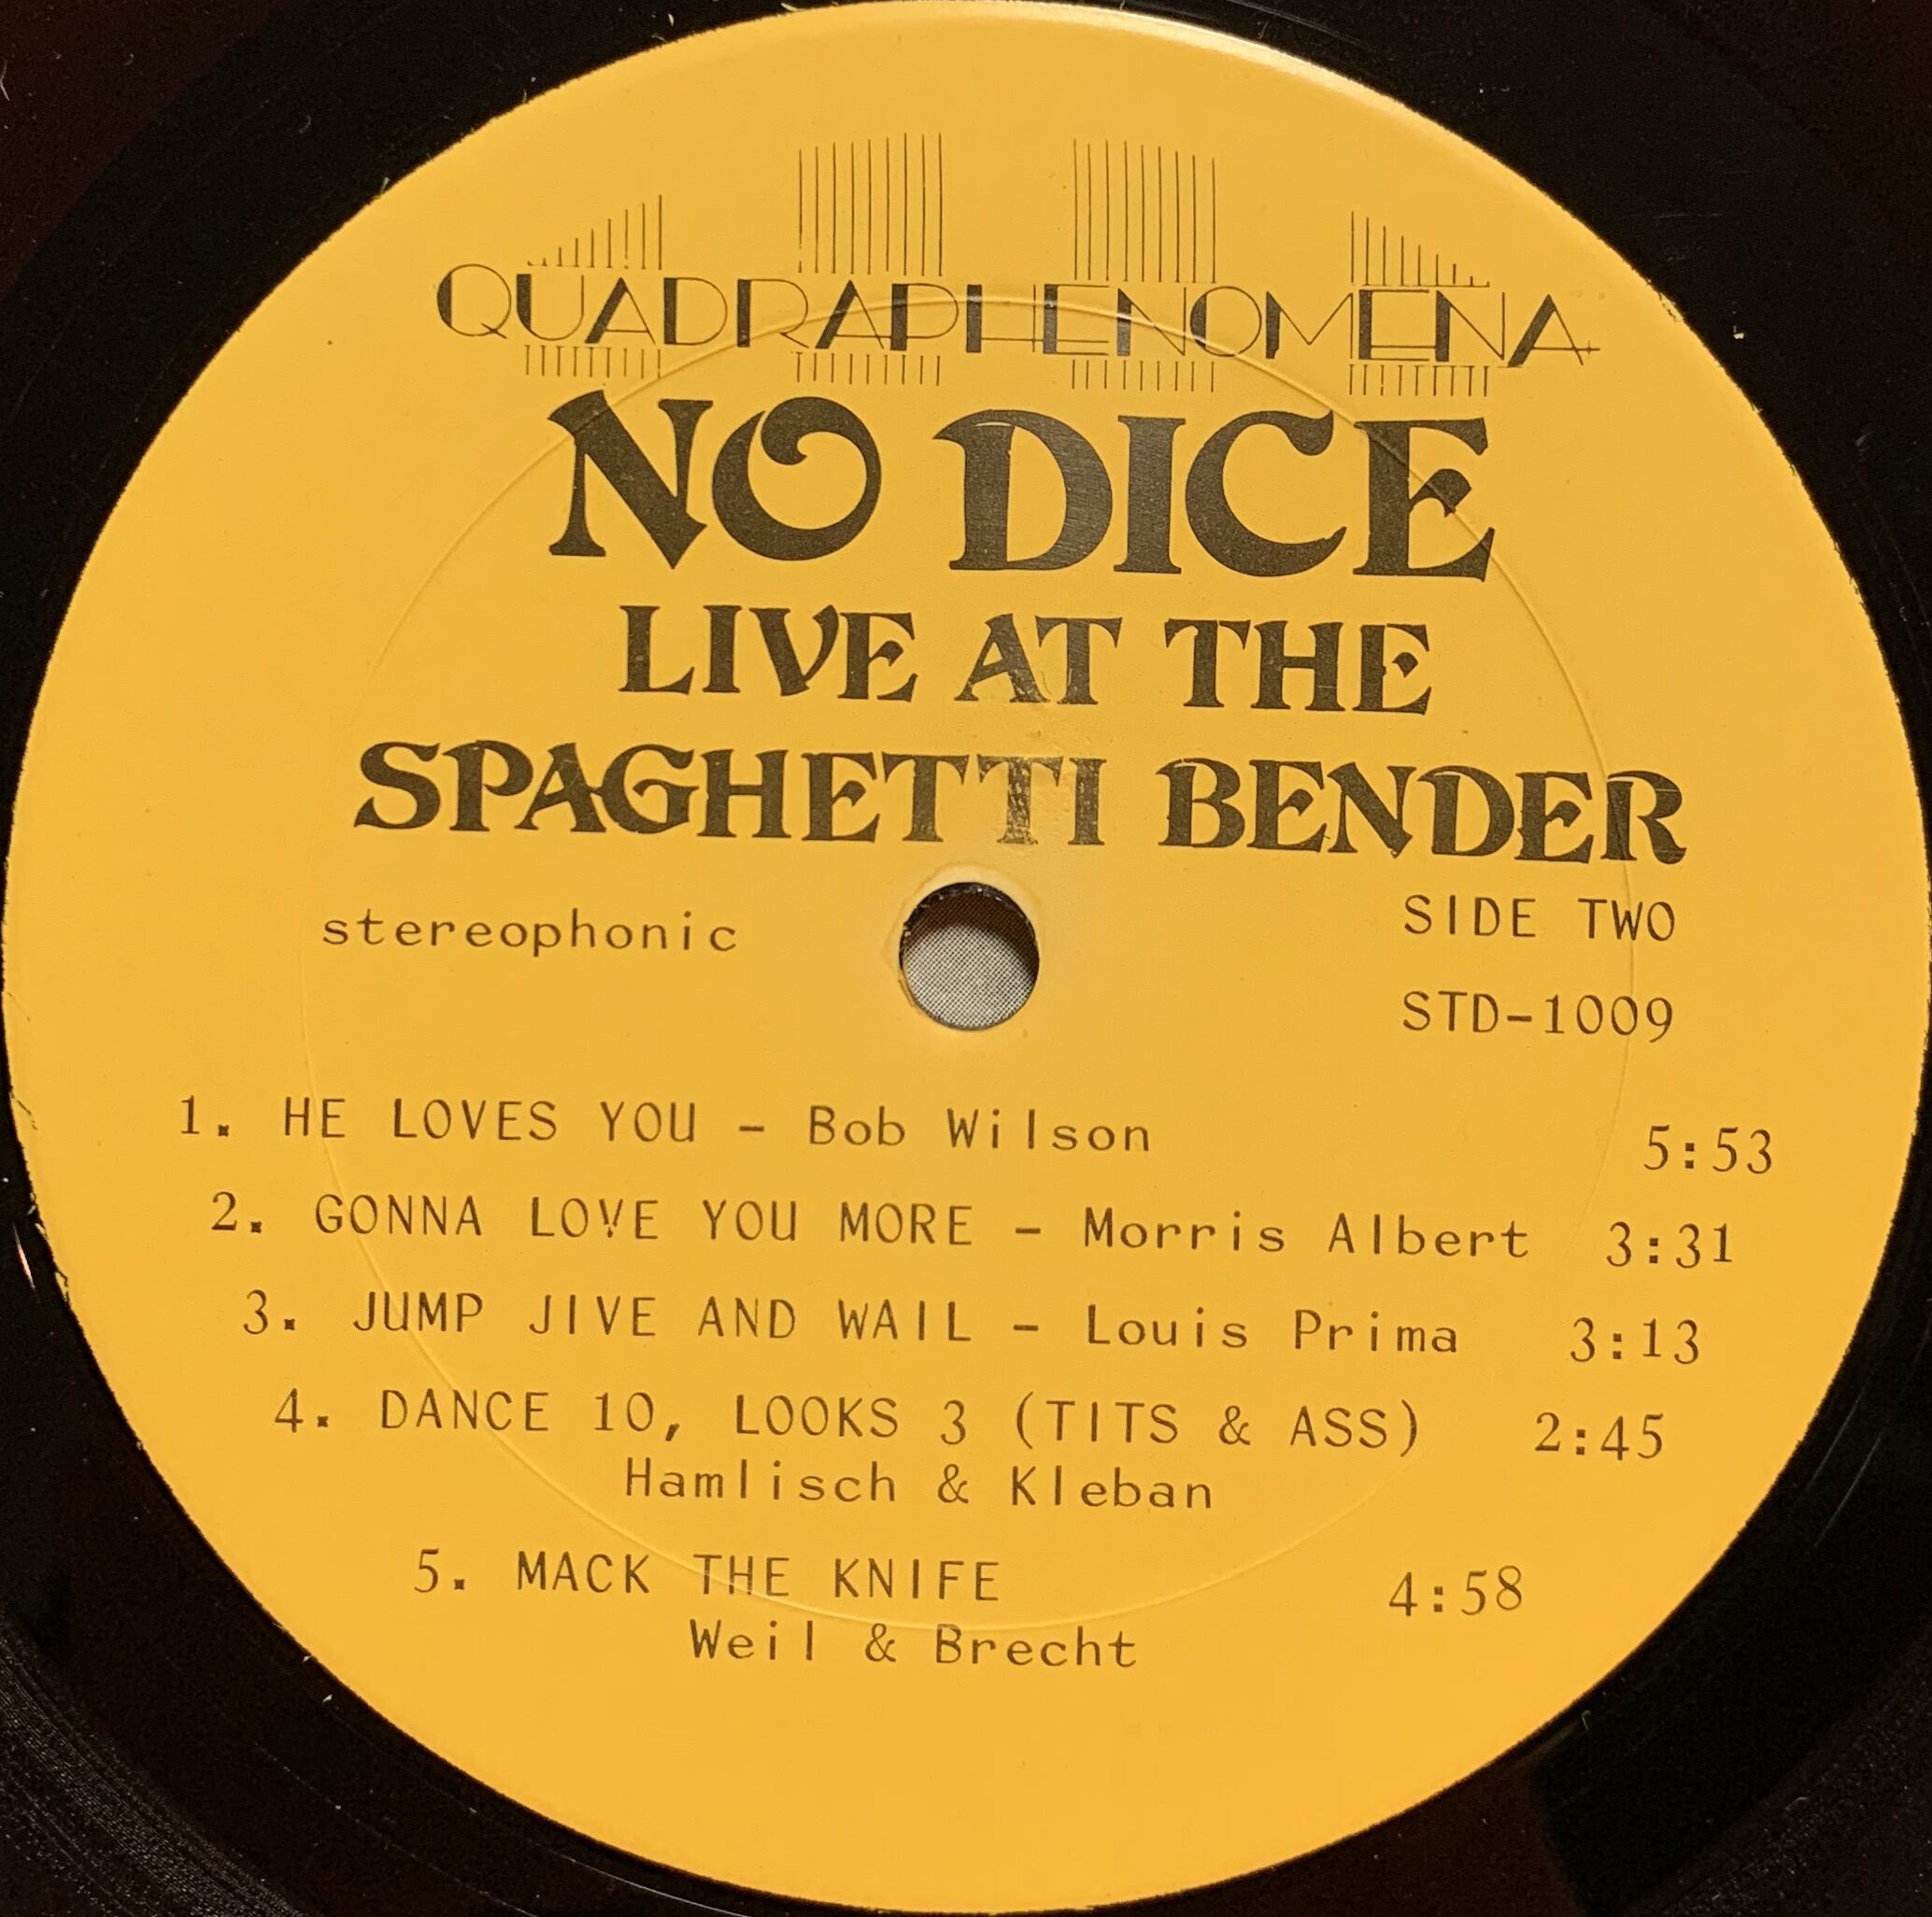 QUADRAPHENOMENA
NO DICE
LIVE AT THE
SPAGHETTI BENDER
stereophonic
SIDE TWO
STD-1009
1. HE LOVES YOU - Bob Wilson 5:53
2. GONNA LOVE YOU MORE - Morris Albert 3:31
3. JUMP JIVE AND WAIL - Louis Prima 3:13
4. DANCE 10, LOOKS 3 (TITS & ASS) 2:45
Hamlisch & Kleban
5. MACK THE KNIFE 4:58
Weil & Brecht